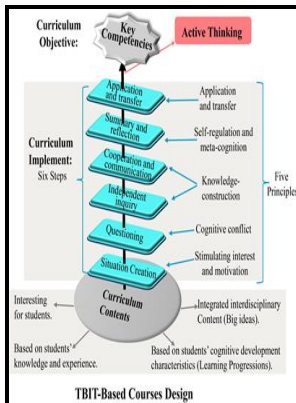 Curriculum
Objective:
Key
Competencies
Active Thinking
Curriculum
Implement:
Six Steps
Application
and transfer
Summary and
reflection
Cooperation and
communication
Independent
inquiry
Questioning
Situation Creation
Application
and transfer
Self-regulation and
meta-cognition
Knowledge-
construction
Cognitive conflict
Stimulating interest
and motivation
Five
Principles
Curriculum
Contents
Interesting
for students.
Based on students'
knowledge and experience.
Integrated interdisciplinary
Content (Big ideas).
Based on students' cognitive development
characteristics (Learning Progressions).
TBIT-Based Courses Design